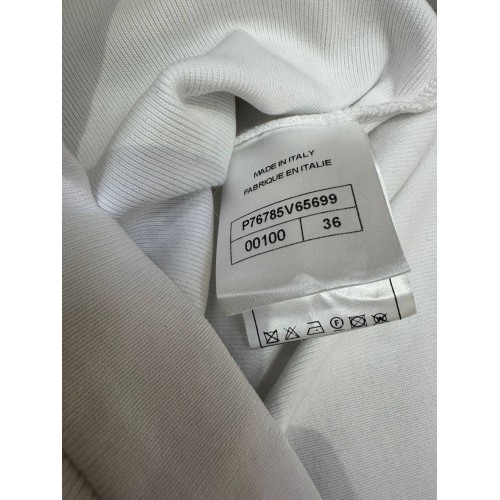 MADE IN ITALY
FABRIQUE EN ITALIE
P76785V65699
00100 36
F